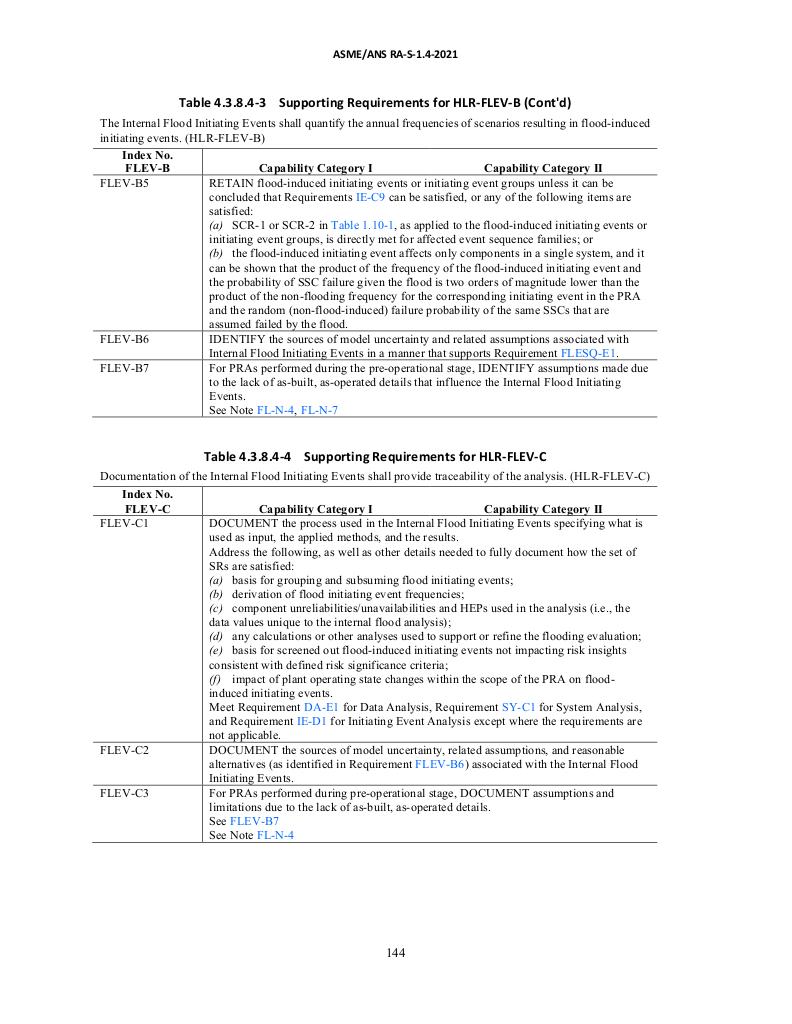 ASME/ANS RA-S-1.4-2021
Table 4.3.8.4-3 Supporting Requirements for HLR-FLEV-B (Cont'd)
The Internal Flood Initiating Events shall quantify the annual frequencies of scenarios resulting in flood-induced
initiating events. (HLR-FLEV-B)
Index No.
FLEV-B Capability Category I Capability Category II
FLEV-B5 RETAIN flood-induced initiating events or initiating event groups unless it can be
concluded that Requirements IE-C9 can be satisfied, or any of the following items are
satisfied:
(a) SCR-1 or SCR-2 in Table 1.10-1, as applied to the flood-induced initiating events or
initiating event groups, is directly met for affected event sequence families; or
(b) the flood-induced initiating event affects only components in a single system, and it
can be shown that the product of the frequency of the flood-induced initiating event and
the probability of SSC failure given the flood is two orders of magnitude lower than the
product of the non-flooding frequency for the corresponding initiating event in the PRA
and the random (non-flood-induced) failure probability of the same SSCs that are
assumed failed by the flood.
FLEV-B6 IDENTIFY the sources of model uncertainty and related assumptions associated with
Internal Flood Initiating Events in a manner that supports Requirement FLESQ-E1.
FLEV-B7 For PRAs performed during the pre-operational stage, IDENTIFY assumptions made due
to the lack of as-built, as-operated details that influence the Internal Flood Initiating
Events.
See Note FL-N-4, FL-N-7
Table 4.3.8.4-4 Supporting Requirements for HLR-FLEV-C
Documentation of the Internal Flood Initiating Events shall provide traceability of the analysis. (HLR-FLEV-C)
Index No.
FLEV-C Capability Category I Capability Category II
FLEV-C1 DOCUMENT the process used in the Internal Flood Initiating Events specifying what is
used as input, the applied methods, and the results.
Address the following, as well as other details needed to fully document how the set of
SRs are satisfied:
(a) basis for grouping and subsuming flood initiating events;
(b) derivation of flood initiating event frequencies;
(c) component unreliabilities/unavailabilities and HEPs used in the analysis (i.e., the
data values unique to the internal flood analysis);
(d) any calculations or other analyses used to support or refine the flooding evaluation;
(e) basis for screened out flood-induced initiating events not impacting risk insights
consistent with defined risk significance criteria;
(f) impact of plant operating state changes within the scope of the PRA on flood-
induced initiating events.
Meet Requirement DA-E1 for Data Analysis, Requirement SY-C1 for System Analysis,
and Requirement IE-D1 for Initiating Event Analysis except where the requirements are
not applicable.
FLEV-C2 DOCUMENT the sources of model uncertainty, related assumptions, and reasonable
alternatives (as identified in Requirement FLEV-B6) associated with the Internal Flood
Initiating Events.
FLEV-C3 For PRAs performed during pre-operational stage, DOCUMENT assumptions and
limitations due to the lack of as-built, as-operated details.
See FLEV-B7
See Note FL-N-4
144